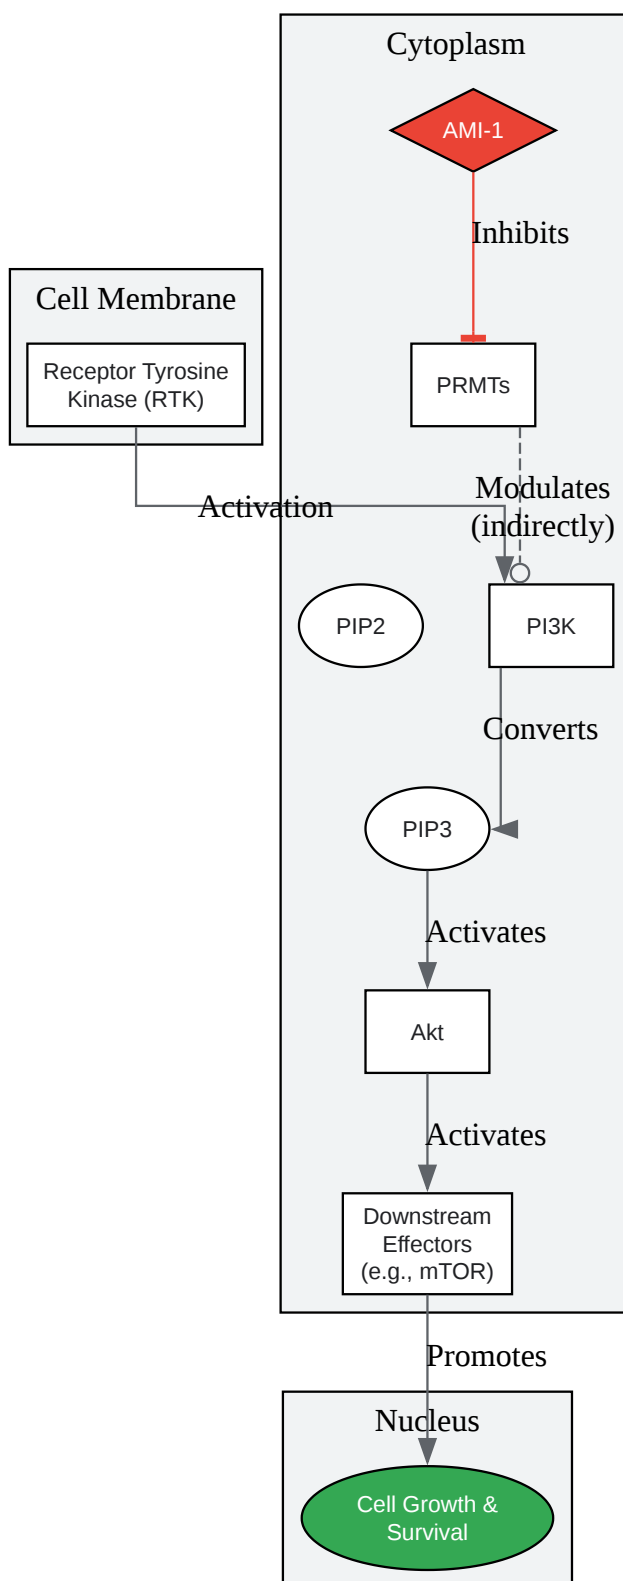 Cytoplasm
AMI-1
Inhibits
Cell Membrane
Receptor Tyrosine
Kinase (RTK)
PRMTs
Activation
Modulates
(indirectly)
PIP2
PI3K
Converts
PIP3
Activates
Akt
Activates
Downstream
Effectors
(e.g., mTOR)
Promotes
Nucleus
Cell Growth &
Survival